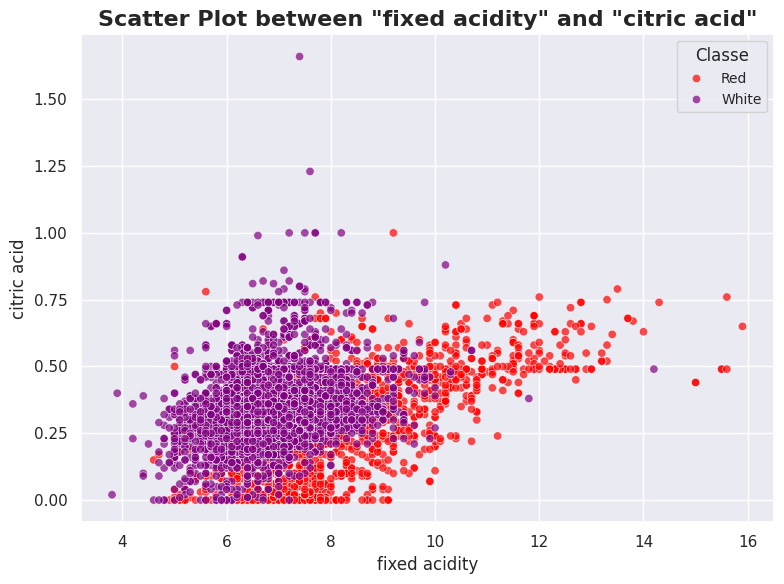 Scatter Plot between "fixed acidity" and "citric acid"
Classe
Red
White
1.50
1.25
1.00
0.75
0.50
0.25
0.00
citric acid
4 6 8 10 12 14 16
fixed acidity